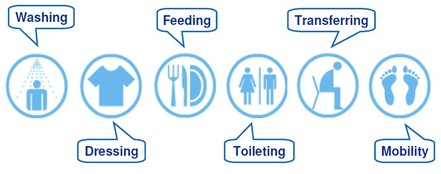 Washing
Feeding
Transferring
Dressing
Toileting
Mobility